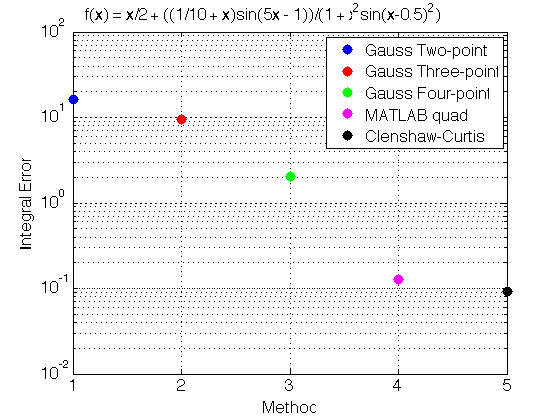 f(x) = x/2 + ((1/10 + x)sin(5x - 1))/(1 + x²sin(x-0.5)²)
10²
10¹
10⁰
10⁻¹
10⁻²
Integral Error
Gauss Two-point
Gauss Three-point
Gauss Four-point
MATLAB quad
Clenshaw-Curtis
1 2 3 4 5
Method